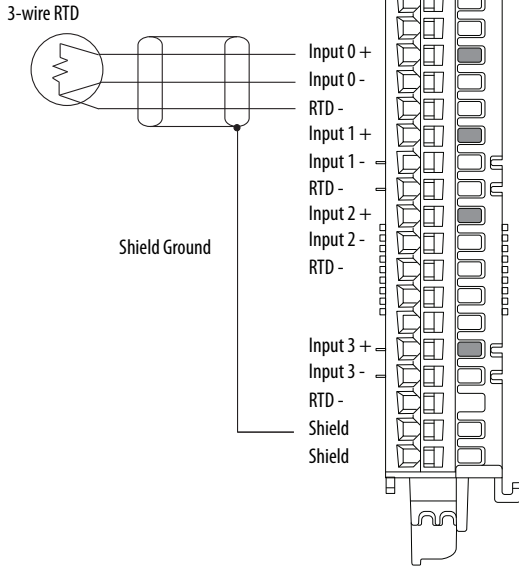 3-wire RTD
Input 0 +
Input 0 -
RTD -
Input 1 +
Input 1 -
RTD -
Input 2 +
Input 2 -
RTD -
Shield Ground
Input 3 +
Input 3 -
RTD -
Shield
Shield